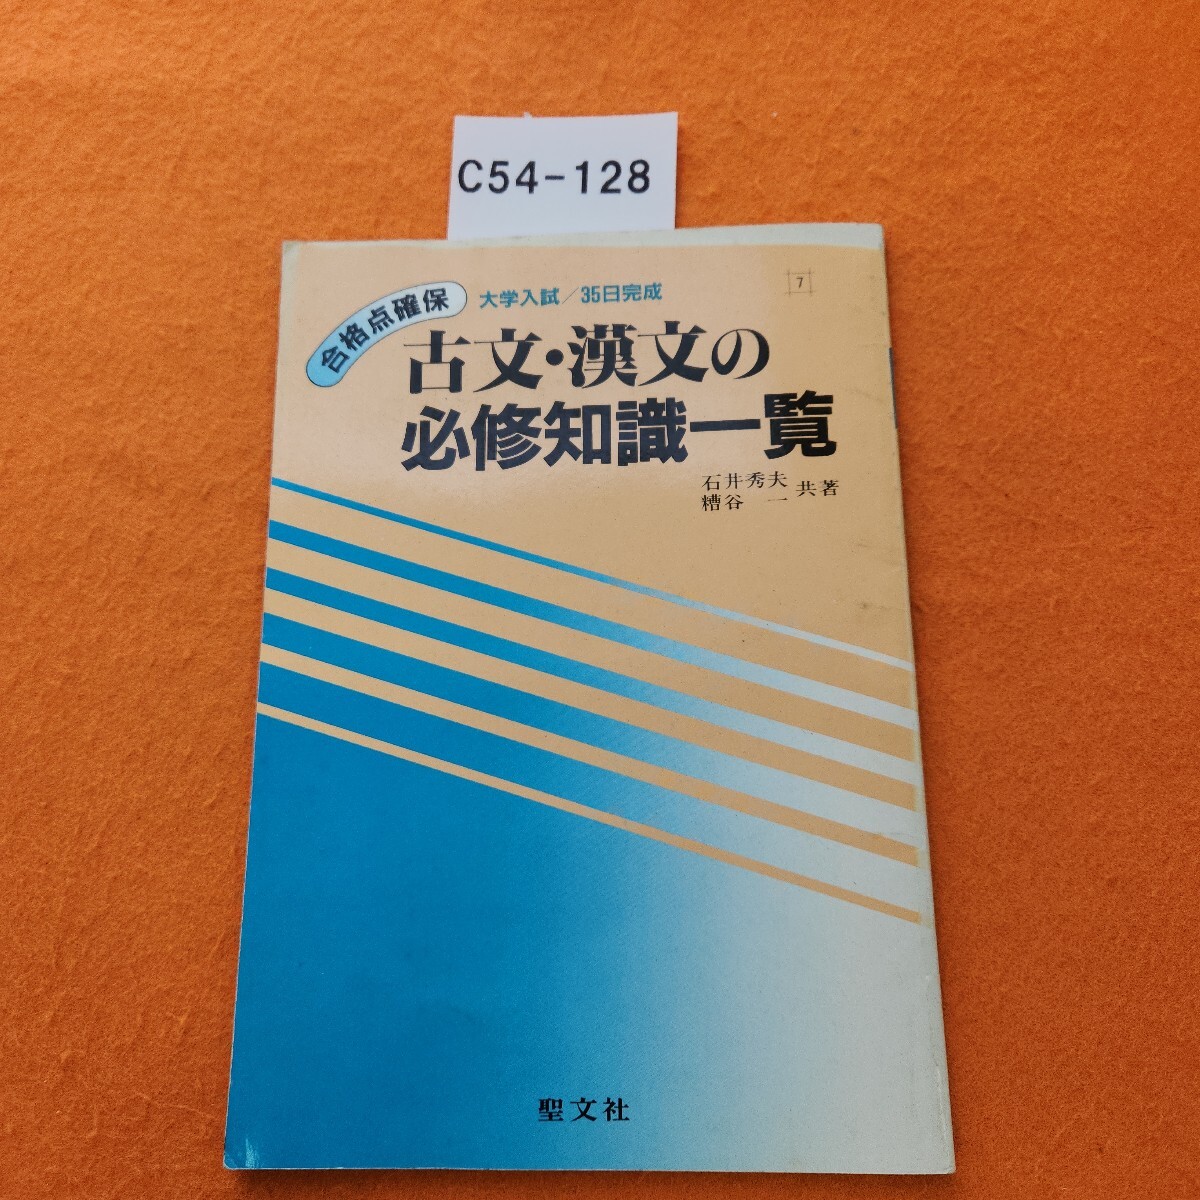 C54-128
合格点確保
大学入試/35日完成
7
古文・漢文の
必修知識一覧
石井秀夫
糟谷 一 共著
聖文社